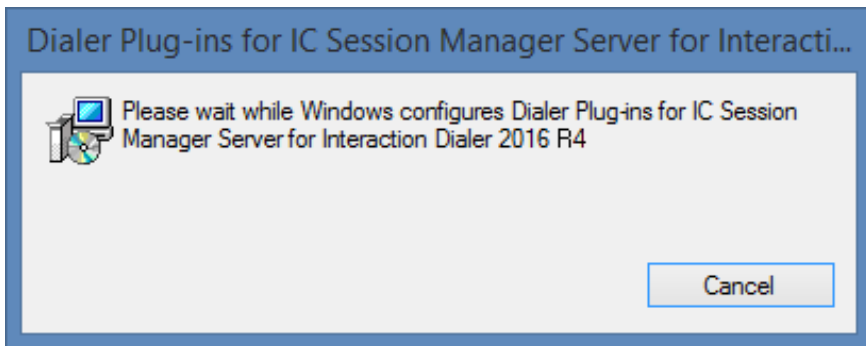 Dialer Plug-ins for IC Session Manager Server for Interacti...
Please wait while Windows configures Dialer Plug-ins for IC Session
Manager Server for Interaction Dialer 2016 R4
Cancel